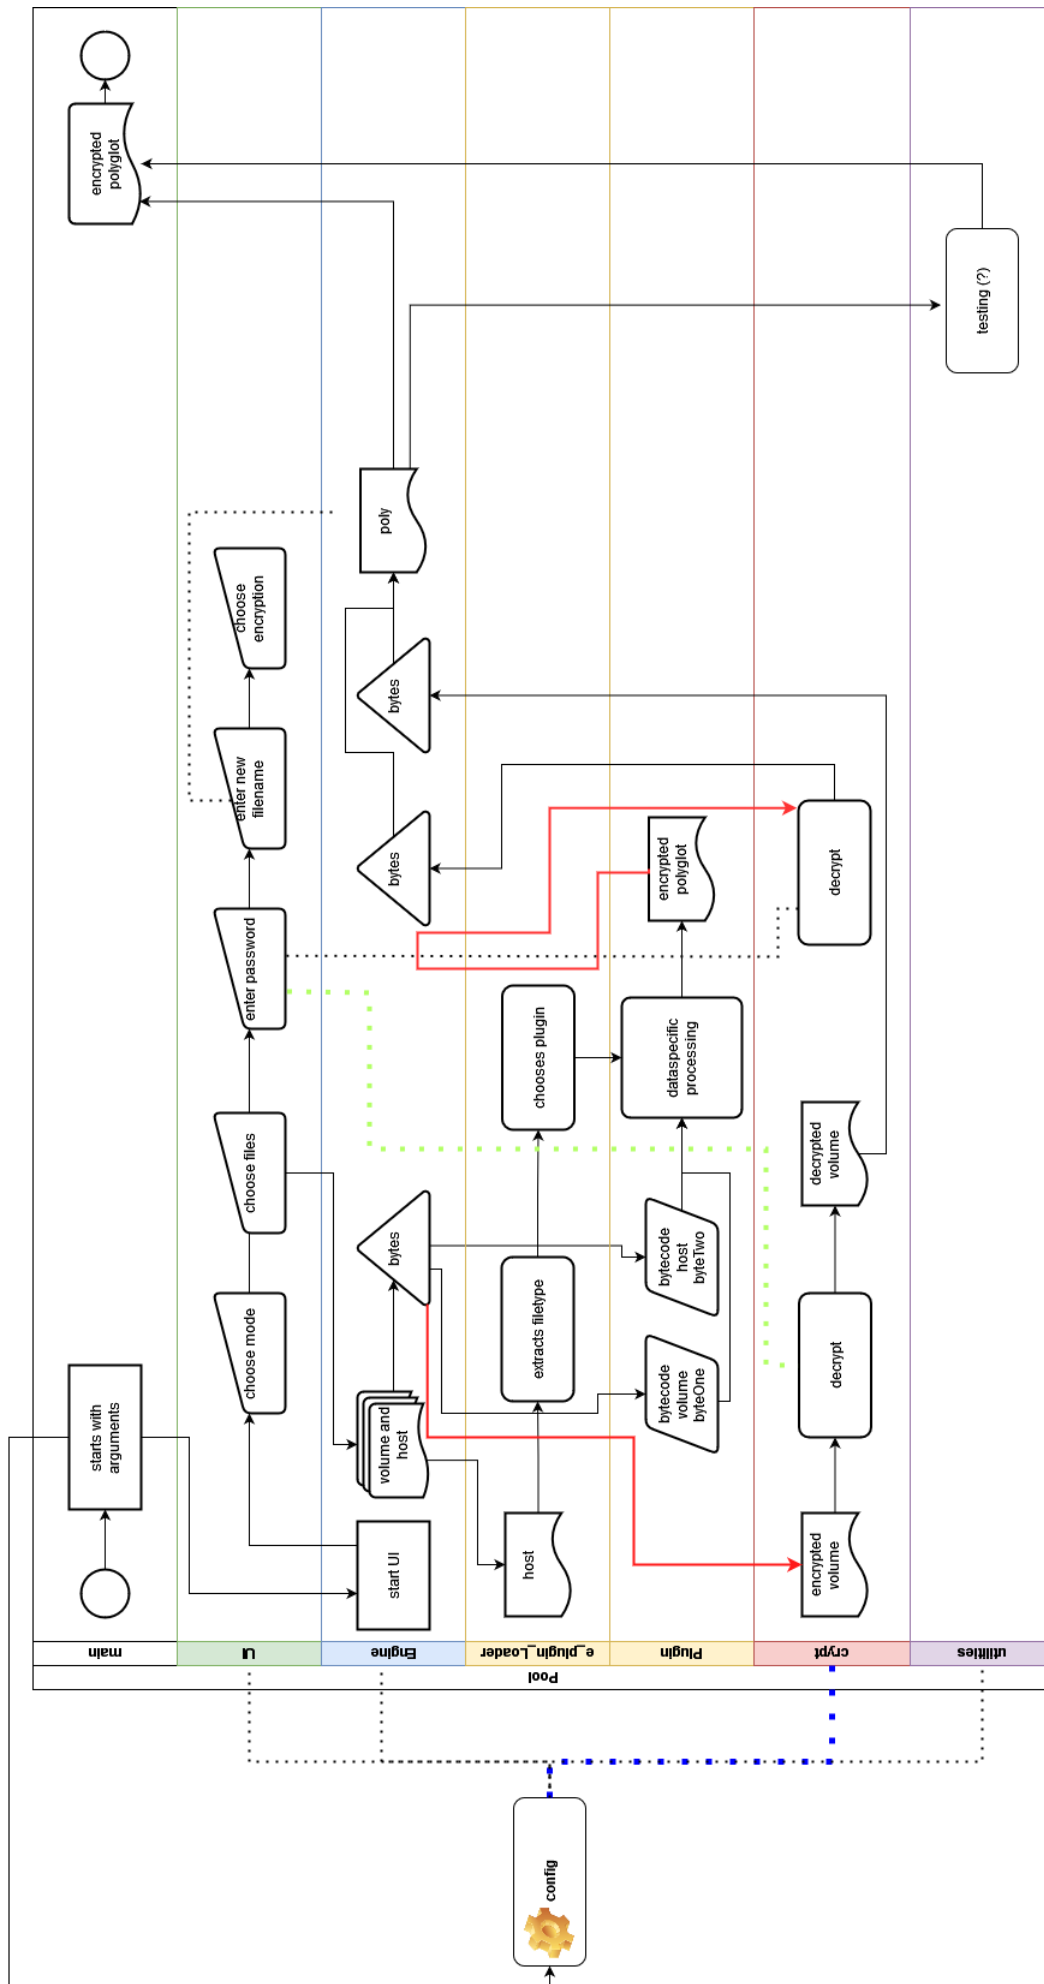 Pool
main
starts with
arguments
encrypted
polyglot
UI
choose mode
choose files
enter password
enter new
filename
choose
encryption
Engine
start UI
volume and
host
bytes
bytes
bytes
poly
e_plugin_Loader
host
extracts filetype
chooses plugin
Plugin
bytecode
volume
byteOne
bytecode
host
byteTwo
dataspecific
processing
encrypted
polyglot
crypt
encrypted
volume
decrypt
decrypted
volume
decrypt
utilities
testing (?)
config